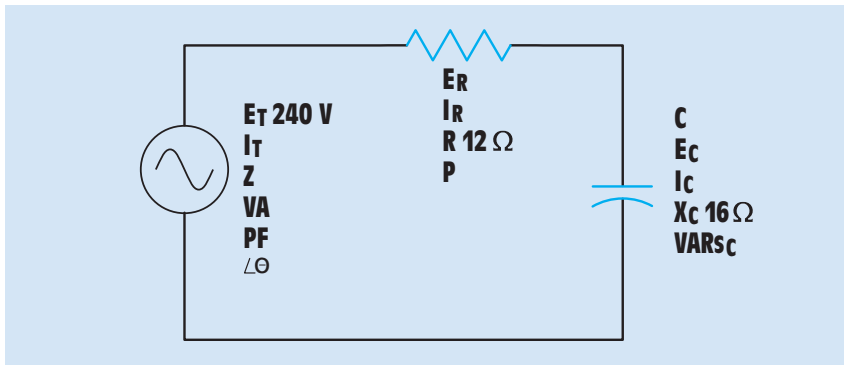 ET 240 V
IT
Z
VA
PF
∠Θ
ER
IR
R 12 Ω
P
C
EC
IC
XC 16 Ω
VARSC